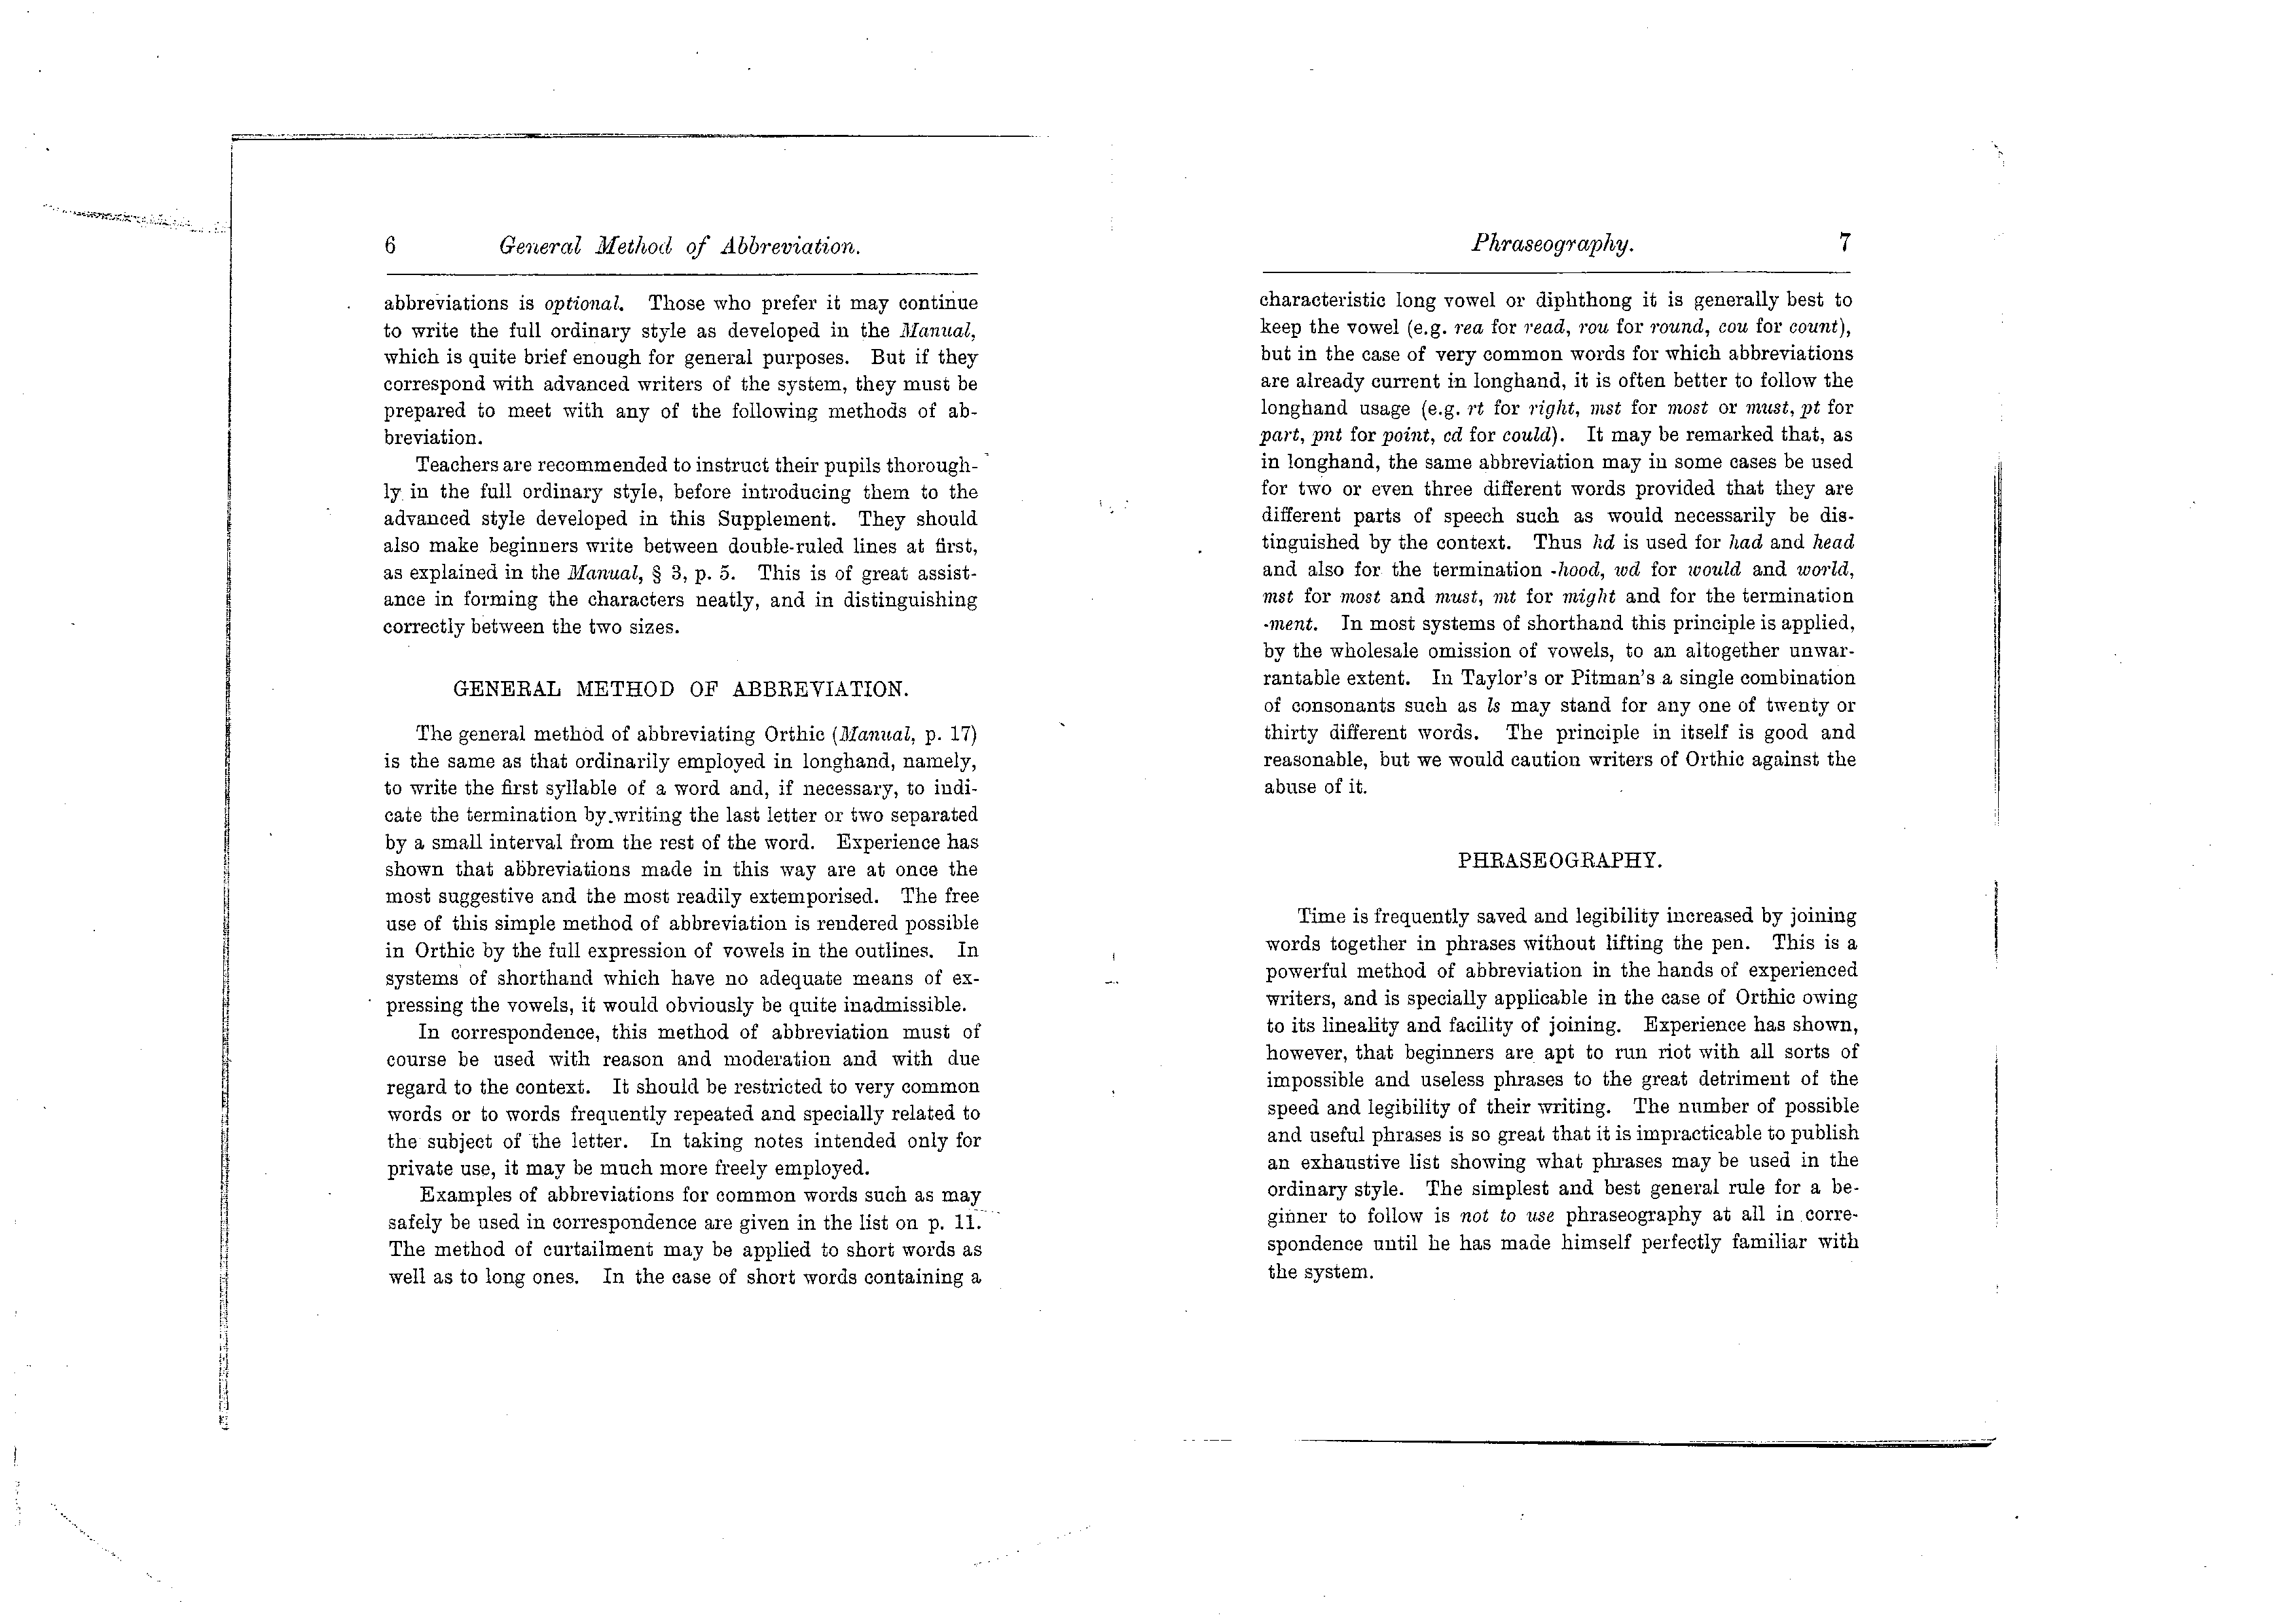 6 General Method of Abbreviation.
abbreviations is optional. Those who prefer it may continue
to write the full ordinary style as developed in the Manual,
which is quite brief enough for general purposes. But if they
correspond with advanced writers of the system, they must be
prepared to meet with any of the following methods of ab-
breviation.
Teachers are recommended to instruct their pupils thorough-
ly in the full ordinary style, before introducing them to the
advanced style developed in this Supplement. They should
also make beginners write between double-ruled lines at first,
as explained in the Manual, § 3, p. 5. This is of great assist-
ance in forming the characters neatly, and in distinguishing
correctly between the two sizes.
GENERAL METHOD OF ABBREVIATION.
The general method of abbreviating Orthic (Manual, p. 17)
is the same as that ordinarily employed in longhand, namely,
to write the first syllable of a word and, if necessary, to indi-
cate the termination by writing the last letter or two separated
by a small interval from the rest of the word. Experience has
shown that abbreviations made in this way are at once the
most suggestive and the most readily extemporised. The free
use of this simple method of abbreviation is rendered possible
in Orthic by the full expression of vowels in the outlines. In
systems of shorthand which have no adequate means of ex-
pressing the vowels, it would obviously be quite inadmissible.
In correspondence, this method of abbreviation must of
course be used with reason and moderation and with due
regard to the context. It should be restricted to very common
words or to words frequently repeated and specially related to
the subject of the letter. In taking notes intended only for
private use, it may be much more freely employed.
Examples of abbreviations for common words such as may
safely be used in correspondence are given in the list on p. 11.
The method of curtailment may be applied to short words as
well as to long ones. In the case of short words containing a
Phraseography. 7
characteristic long vowel or diphthong it is generally best to
keep the vowel (e.g. rea for read, rou for round, cou for count),
but in the case of very common words for which abbreviations
are already current in longhand, it is often better to follow the
longhand usage (e.g. rt for right, mst for most or must, pt for
part, pnt for point, cd for could). It may be remarked that, as
in longhand, the same abbreviation may in some cases be used
for two or even three different words provided that they are
different parts of speech such as would necessarily be dis-
tinguished by the context. Thus hd is used for had and head
and also for the termination -hood, wd for would and world,
mst for most and must, mt for might and for the termination
-ment. In most systems of shorthand this principle is applied,
by the wholesale omission of vowels, to an altogether unwar-
rantable extent. In Taylor's or Pitman's a single combination
of consonants such as ls may stand for any one of twenty or
thirty different words. The principle in itself is good and
reasonable, but we would caution writers of Orthic against the
abuse of it.
PHRASEOGRAPHY.
Time is frequently saved and legibility increased by joining
words together in phrases without lifting the pen. This is a
powerful method of abbreviation in the hands of experienced
writers, and is specially applicable in the case of Orthic owing
to its lineality and facility of joining. Experience has shown,
however, that beginners are apt to run riot with all sorts of
impossible and useless phrases to the great detriment of the
speed and legibility of their writing. The number of possible
and useful phrases is so great that it is impracticable to publish
an exhaustive list showing what phrases may be used in the
ordinary style. The simplest and best general rule for a be-
ginner to follow is not to use phraseography at all in corre-
spondence until he has made himself perfectly familiar with
the system.